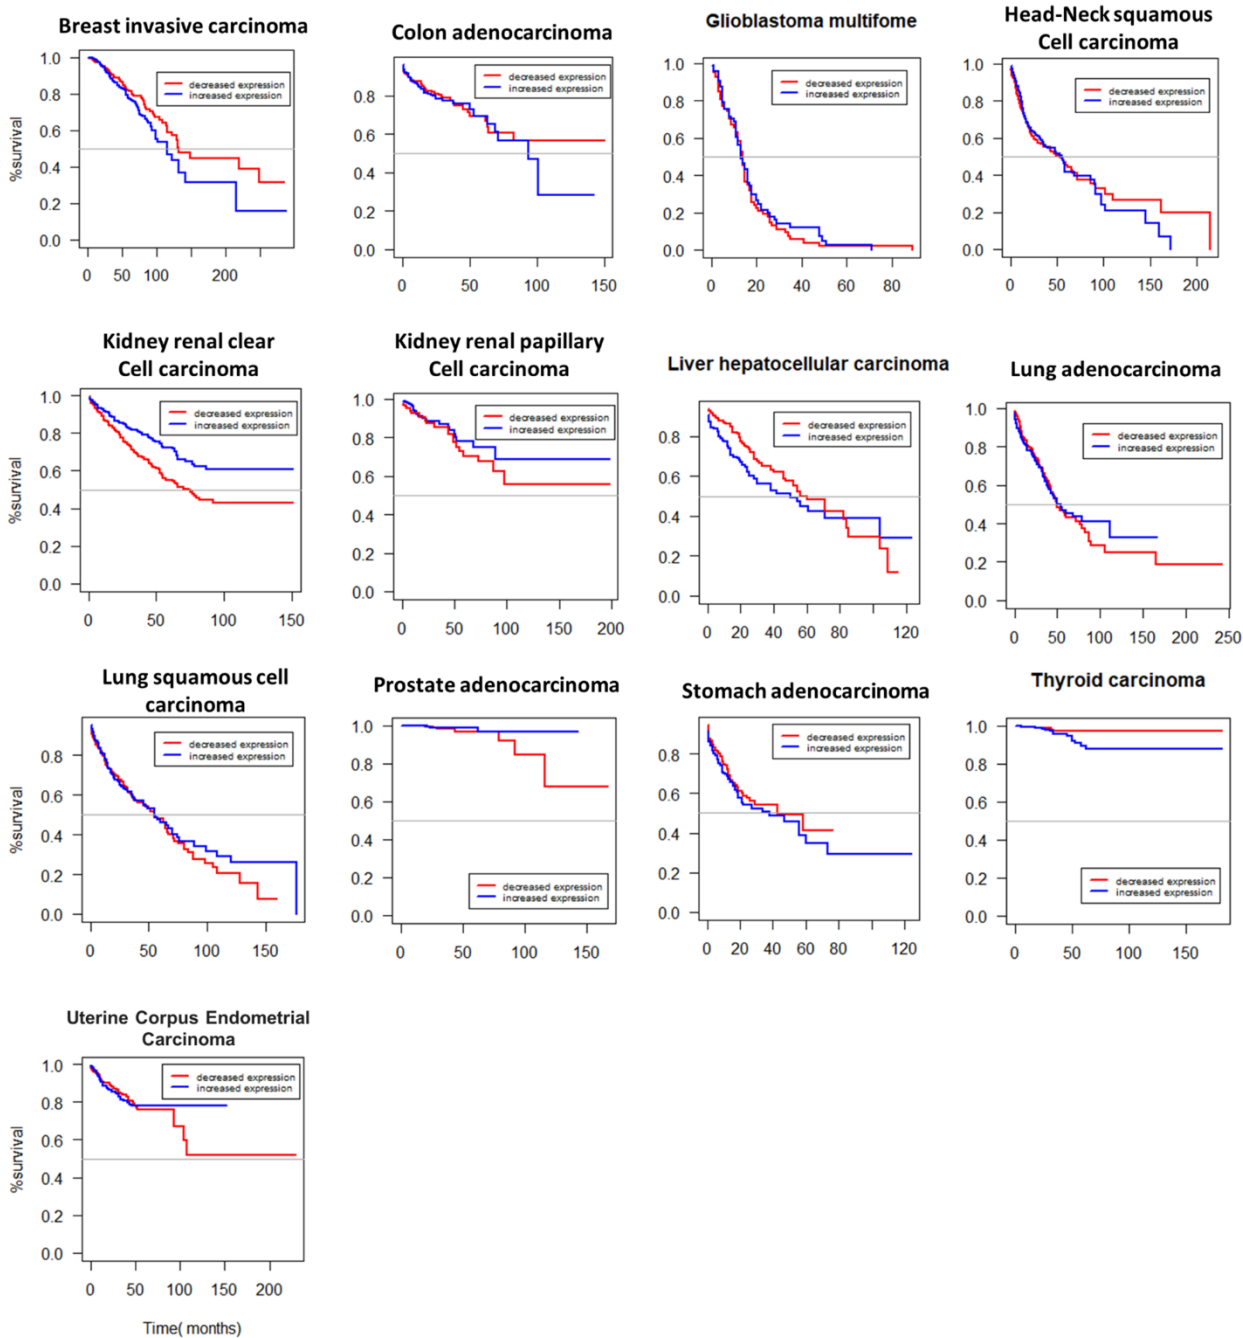 Breast invasive carcinoma
%survival
1.0
0.8
0.6
0.4
0.2
0.0
decreased expression
increased expression
0 50 100 200
Colon adenocarcinoma
0.8
0.6
0.4
0.2
0.0
decreased expression
increased expression
0 50 100 150
Glioblastoma multifome
1.0
0.8
0.6
0.4
0.2
0.0
decreased expression
increased expression
0 20 40 60 80
Head-Neck squamous
Cell carcinoma
1.0
0.8
0.6
0.4
0.2
0.0
decreased expression
increased expression
0 50 100 200
Kidney renal clear
Cell carcinoma
%survival
1.0
0.8
0.6
0.4
0.2
0.0
decreased expression
increased expression
0 50 100 150
Kidney renal papillary
Cell carcinoma
1.0
0.8
0.6
0.4
0.2
0.0
decreased expression
increased expression
0 50 100 150 200
Liver hepatocellular carcinoma
0.8
0.6
0.4
0.2
0.0
decreased expression
increased expression
0 20 40 60 80 120
Lung adenocarcinoma
0.8
0.6
0.4
0.2
0.0
decreased expression
increased expression
0 50 100 150 200 250
Lung squamous cell
carcinoma
%survival
0.8
0.6
0.4
0.2
0.0
decreased expression
increased expression
0 50 100 150
Prostate adenocarcinoma
1.0
0.8
0.6
0.4
0.2
0.0
decreased expression
increased expression
0 50 100 150
Stomach adenocarcinoma
0.8
0.6
0.4
0.2
0.0
decreased expression
increased expression
0 20 40 60 80 120
Thyroid carcinoma
1.0
0.8
0.6
0.4
0.2
0.0
decreased expression
increased expression
0 50 100 150
Uterine Corpus Endometrial
Carcinoma
%survival
1.0
0.8
0.6
0.4
0.2
0.0
decreased expression
increased expression
0 50 100 200
Time( months)